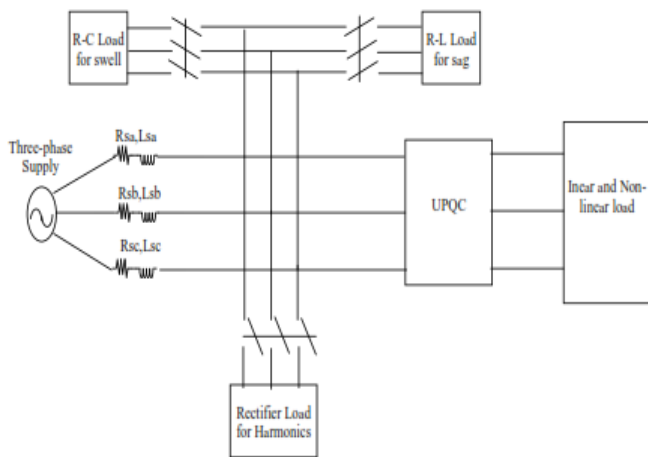 R-C Load
for swell
R-L Load
for sag
Rsa,Lsa
Three-phase
Supply
Rsb,Lsb
Rsc,Lsc
UPQC
Inear and Non-
linear load
Rectifier Load
for Harmonics